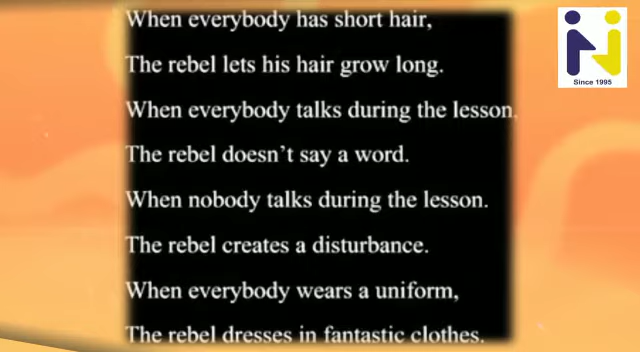 When everybody has short hair,
The rebel lets his hair grow long.
When everybody talks during the lesson.
The rebel doesn't say a word.
When nobody talks during the lesson.
The rebel creates a disturbance.
When everybody wears a uniform,
The rebel dresses in fantastic clothes.
Since 1995